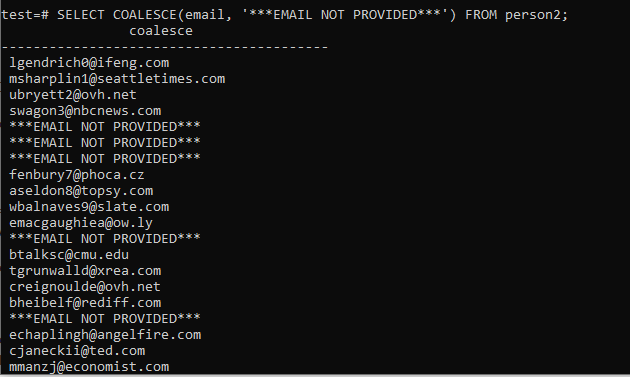 test=# SELECT COALESCE(email, '***EMAIL NOT PROVIDED***') FROM person2;
coalesce
-----------------------------------------
lgendrich0@ifeng.com
msharplin1@seattletimes.com
ubryett2@ovh.net
swagon3@nbcnews.com
***EMAIL NOT PROVIDED***
***EMAIL NOT PROVIDED***
***EMAIL NOT PROVIDED***
fenbury7@phoca.cz
aseldon8@topsy.com
wbalnaves9@slate.com
emacgaughiea@ow.ly
***EMAIL NOT PROVIDED***
btalksc@cmu.edu
tgrunwalld@xrea.com
creignoulde@ovh.net
bheibelf@rediff.com
***EMAIL NOT PROVIDED***
echaplingh@angelfire.com
cjaneckii@ted.com
mmanzj@economist.com